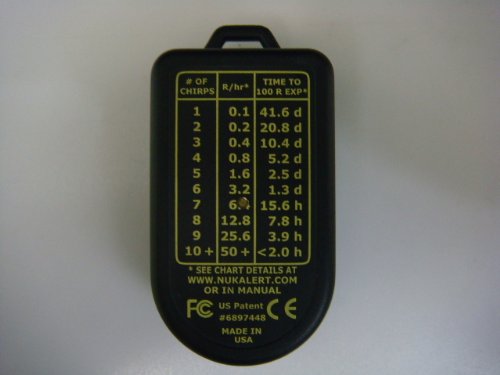 # OF CHIRPS R/hr* TIME TO 100 R EXP*
1 0.1 41.6 d
2 0.2 20.8 d
3 0.4 10.4 d
4 0.8 5.2 d
5 1.6 2.5 d
6 3.2 1.3 d
7 6.4 15.6 h
8 12.8 7.8 h
9 25.6 3.9 h
10 + 50 + <2.0 h
* SEE CHART DETAILS AT
WWW.NUKALERT.COM
OR IN MANUAL
FC US Patent CE
#6897448
MADE IN
USA